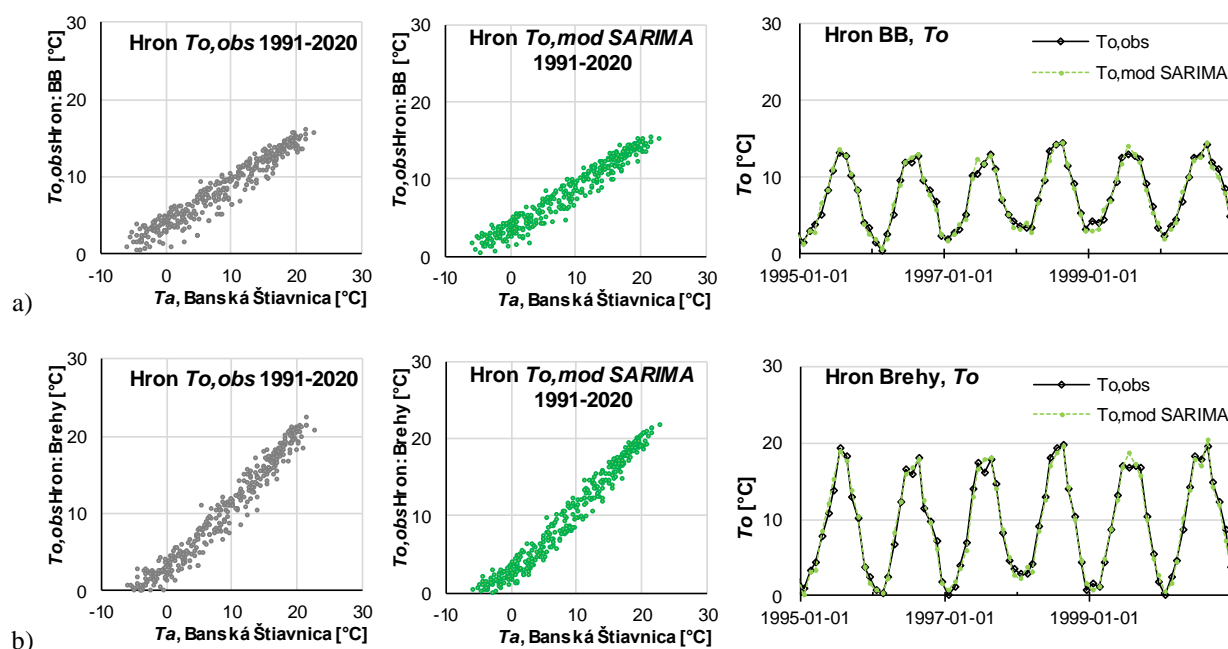 Hron To,obs 1991-2020
To,obsHron: BB [°C]
30
20
10
0
-10
0
10
20
30
Ta, Banská Štiavnica [°C]
Hron To,mod SARIMA
1991-2020
To,obsHron: BB [°C]
30
20
10
0
-10
0
10
20
30
Ta, Banská Štiavnica [°C]
Hron BB, To
To,obs
To,mod SARIMA
To [°C]
30
20
10
0
1995-01-01
1997-01-01
1999-01-01
a)
Hron To,obs 1991-2020
To,obsHron: Brehy [°C]
30
20
10
0
-10
0
10
20
30
Ta, Banská Štiavnica [°C]
Hron To,mod SARIMA
1991-2020
To,obsHron: Brehy [°C]
30
20
10
0
-10
0
10
20
30
Ta, Banská Štiavnica [°C]
Hron Brehy, To
To,obs
To,mod SARIMA
To [°C]
30
20
10
0
1995-01-01
1997-01-01
1999-01-01
b)